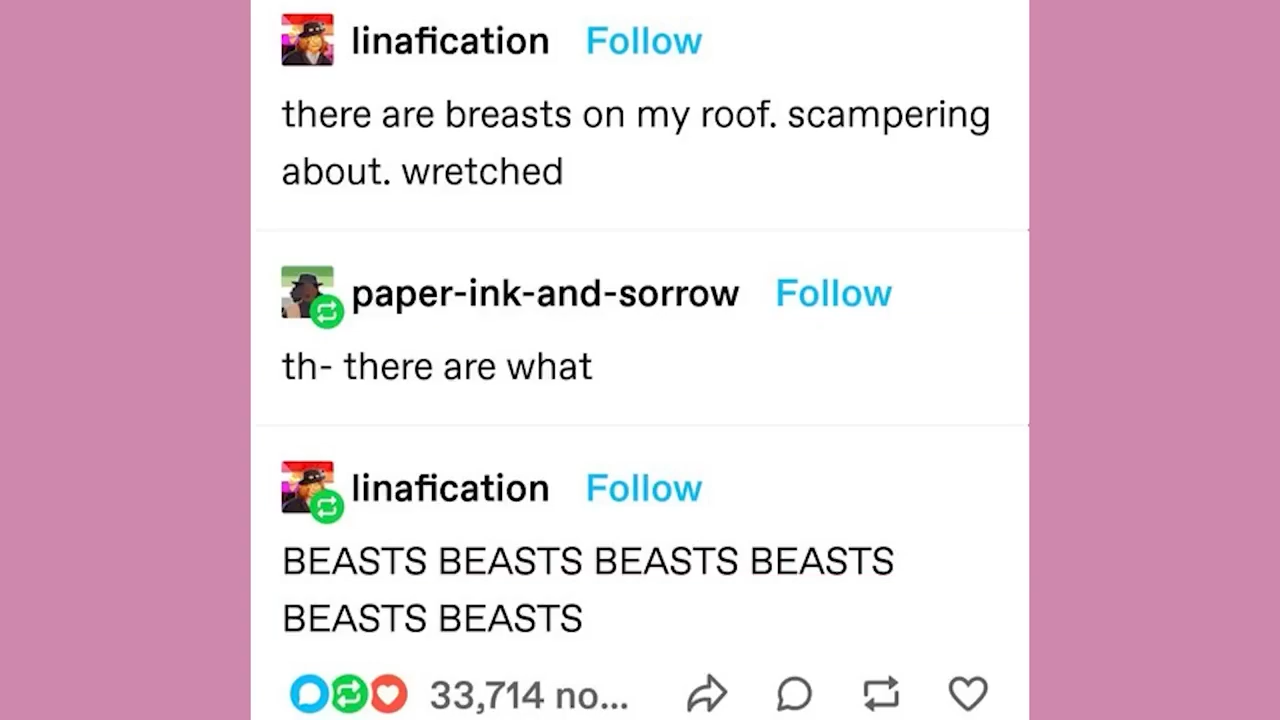 linafication Follow
there are breasts on my roof. scampering
about. wretched
paper-ink-and-sorrow Follow
th- there are what
linafication Follow
BEASTS BEASTS BEASTS BEASTS
BEASTS BEASTS
33,714 no...